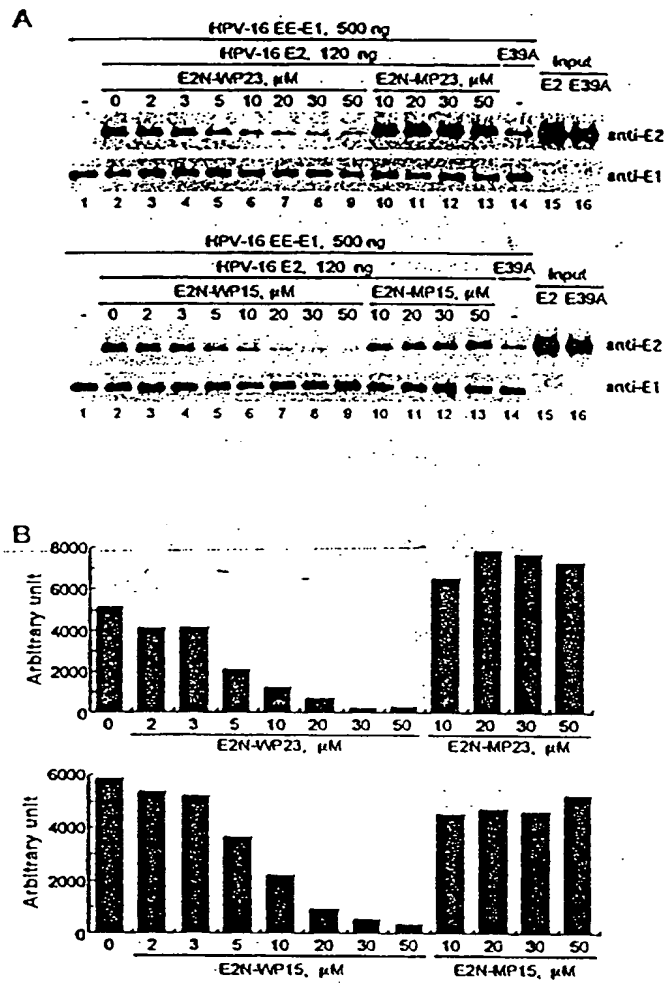 A
HPV-16 EE-E1, 500 ng
HPV-16 E2, 120 ng E39A Input
E2N-WP23, µM E2N-MP23, µM E2 E39A
- 0 2 3 5 10 20 30 50 10 20 30 50 -
anti-E2
anti-E1
1 2 3 4 5 6 7 8 9 10 11 12 13 14 15 16
HPV-16 EE-E1, 500 ng
HPV-16 E2, 120 ng E39A Input
E2N-WP15, µM E2N-MP15, µM E2 E39A
- 0 2 3 5 10 20 30 50 10 20 30 50 -
anti-E2
anti-E1
1 2 3 4 5 6 7 8 9 10 11 12 13 14 15 16
B
8000
6000
4000
2000
0
Arbitrary unit
0 2 3 5 10 20 30 50 10 20 30 50
E2N-WP23, µM E2N-MP23, µM
6000
4000
2000
0
Arbitrary unit
0 2 3 5 10 20 30 50 10 20 30 50
E2N-WP15, µM E2N-MP15, µM